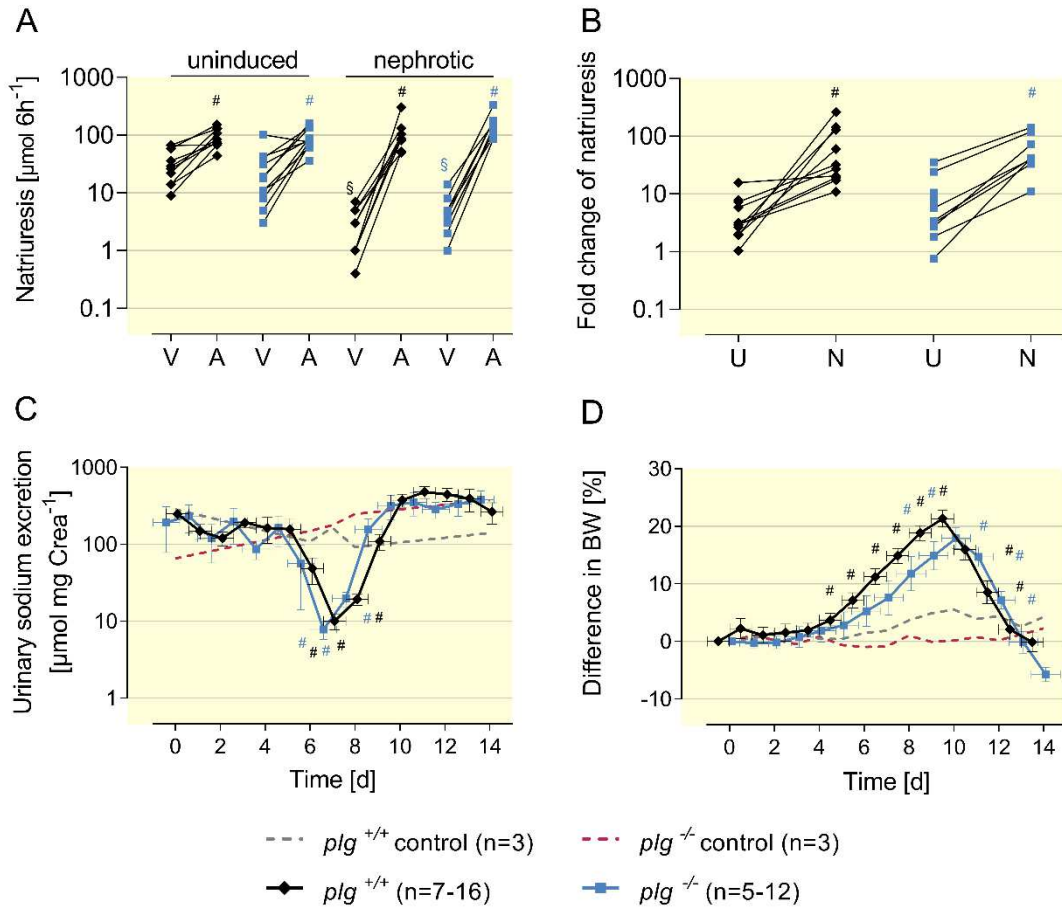 A
uninduced nephrotic
Natriuresis [µmol 6h⁻¹]
1000
100
10
1
0.1
# # # #
§ §
V A V A V A V A
B
Fold change of natriuresis
1000
100
10
1
0.1
# #
U N U N
C
Urinary sodium excretion
[µmol mg Crea⁻¹]
1000
100
10
1
# # # # # #
0 2 4 6 8 10 12 14
Time [d]
D
Difference in BW [%]
30
20
10
0
-10
# # # # # # # # # # # # #
0 2 4 6 8 10 12 14
Time [d]
plg +/+ control (n=3) plg -/- control (n=3)
plg +/+ (n=7-16) plg -/- (n=5-12)